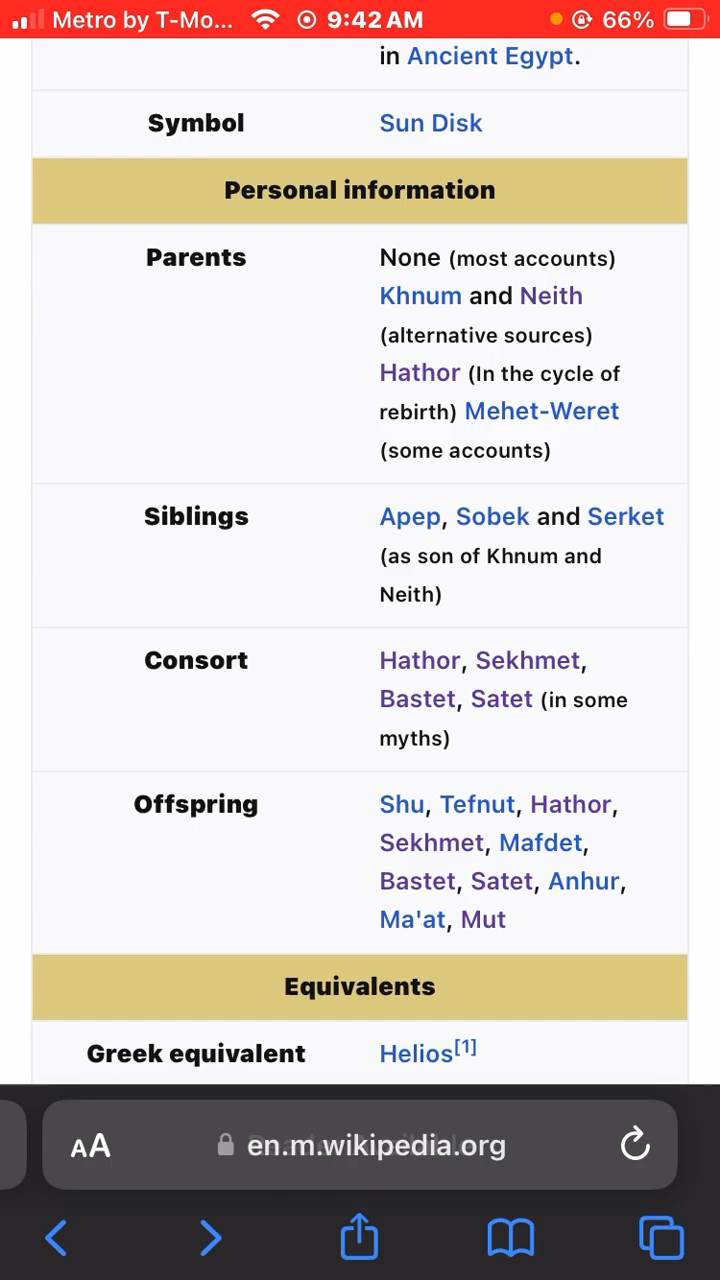 Metro by T-Mo... 9:42 AM 66%
in Ancient Egypt.
Symbol Sun Disk
Personal information
Parents None (most accounts)
Khnum and Neith
(alternative sources)
Hathor (In the cycle of
rebirth) Mehet-Weret
(some accounts)
Siblings Apep, Sobek and Serket
(as son of Khnum and
Neith)
Consort Hathor, Sekhmet,
Bastet, Satet (in some
myths)
Offspring Shu, Tefnut, Hathor,
Sekhmet, Mafdet,
Bastet, Satet, Anhur,
Ma'at, Mut
Equivalents
Greek equivalent Helios[1]
AA en.m.wikipedia.org